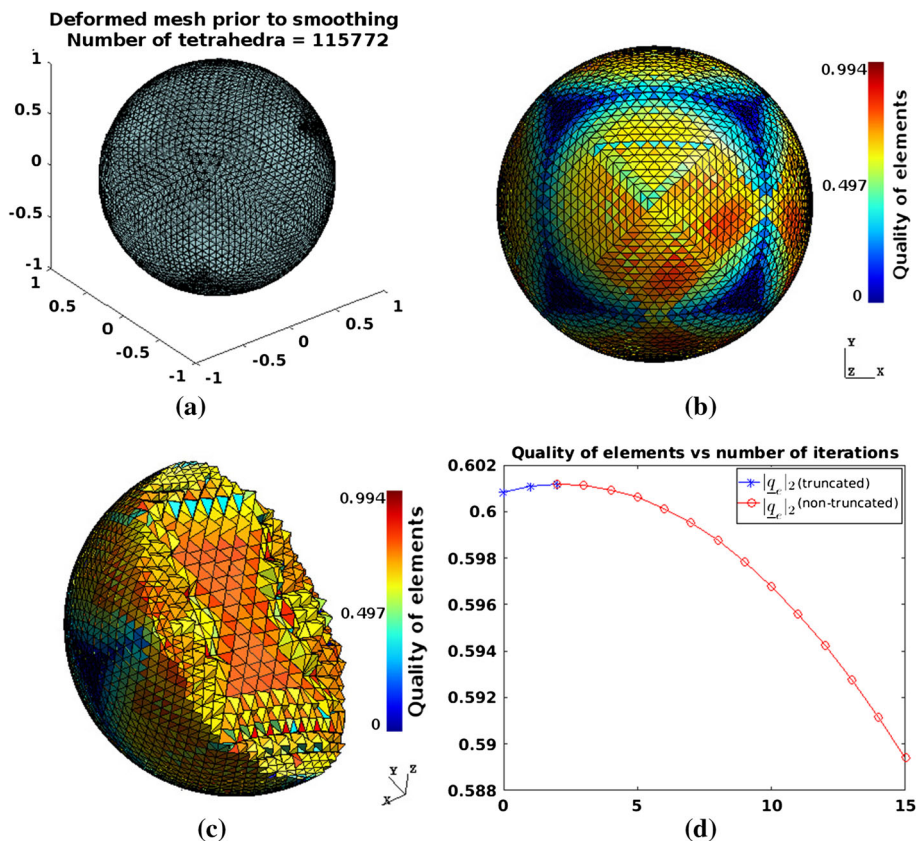 Deformed mesh prior to smoothing
Number of tetrahedra = 115772
1
0.5
0
-0.5
-1
1
0.5
0
-0.5
-1
-1
-0.5
0
0.5
1
(a)
0.994
0.497
0
Quality of elements
Y
Z X
(b)
0.994
0.497
0
Quality of elements
Y Z
X
(c)
Quality of elements vs number of iterations
0.602
0.6
0.598
0.596
0.594
0.592
0.59
0.588
0 5 10 15
|q_e|_2 (truncated)
|q_e|_2 (non-truncated)
(d)